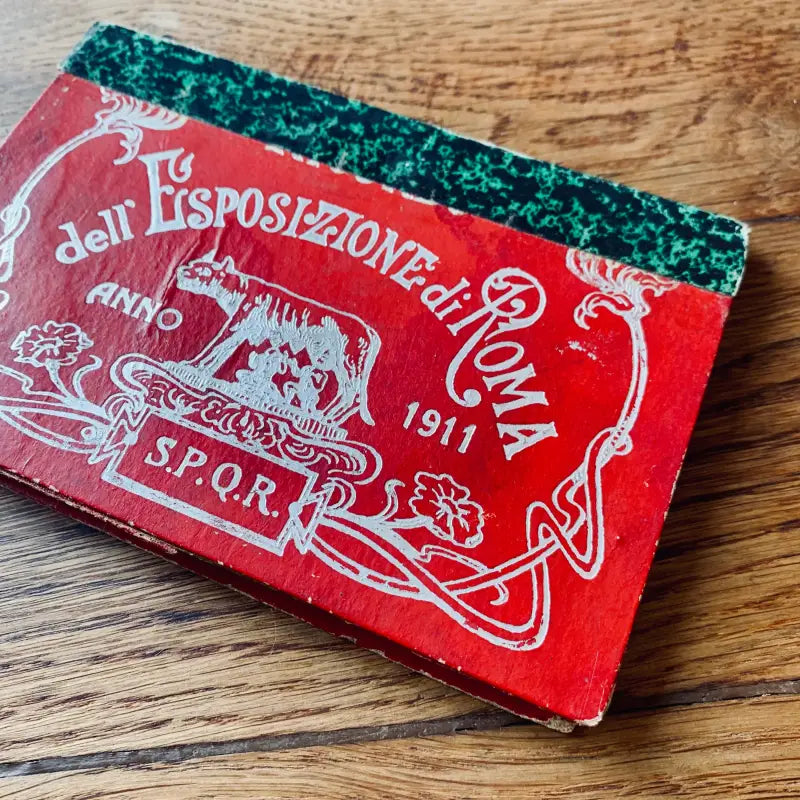 dell' ESPOSIZIONE di ROMA
ANNO 1911
S.P.Q.R.